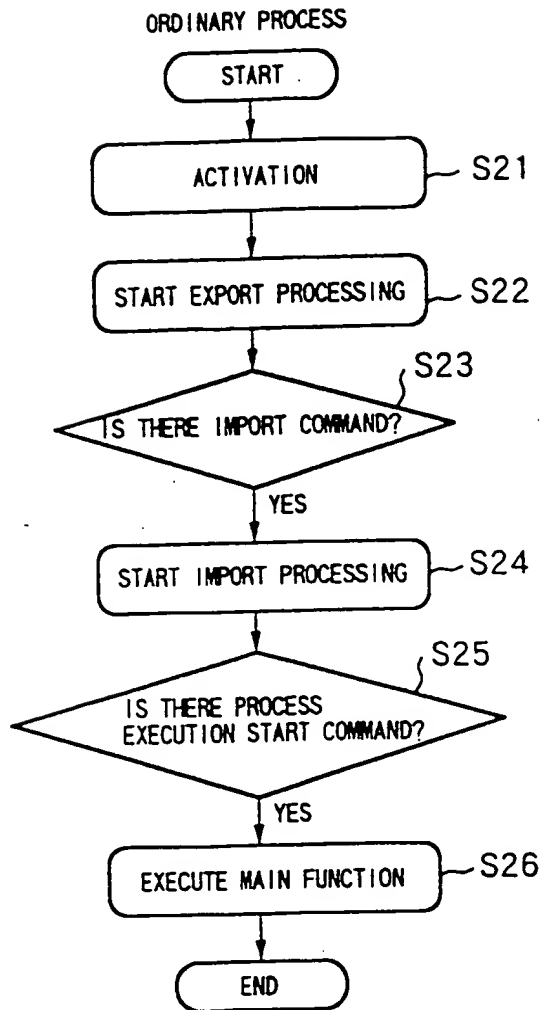 ORDINARY PROCESS
START
ACTIVATION
S21
START EXPORT PROCESSING
S22
S23
IS THERE IMPORT COMMAND?
YES
START IMPORT PROCESSING
S24
S25
IS THERE PROCESS
EXECUTION START COMMAND?
YES
EXECUTE MAIN FUNCTION
S26
END